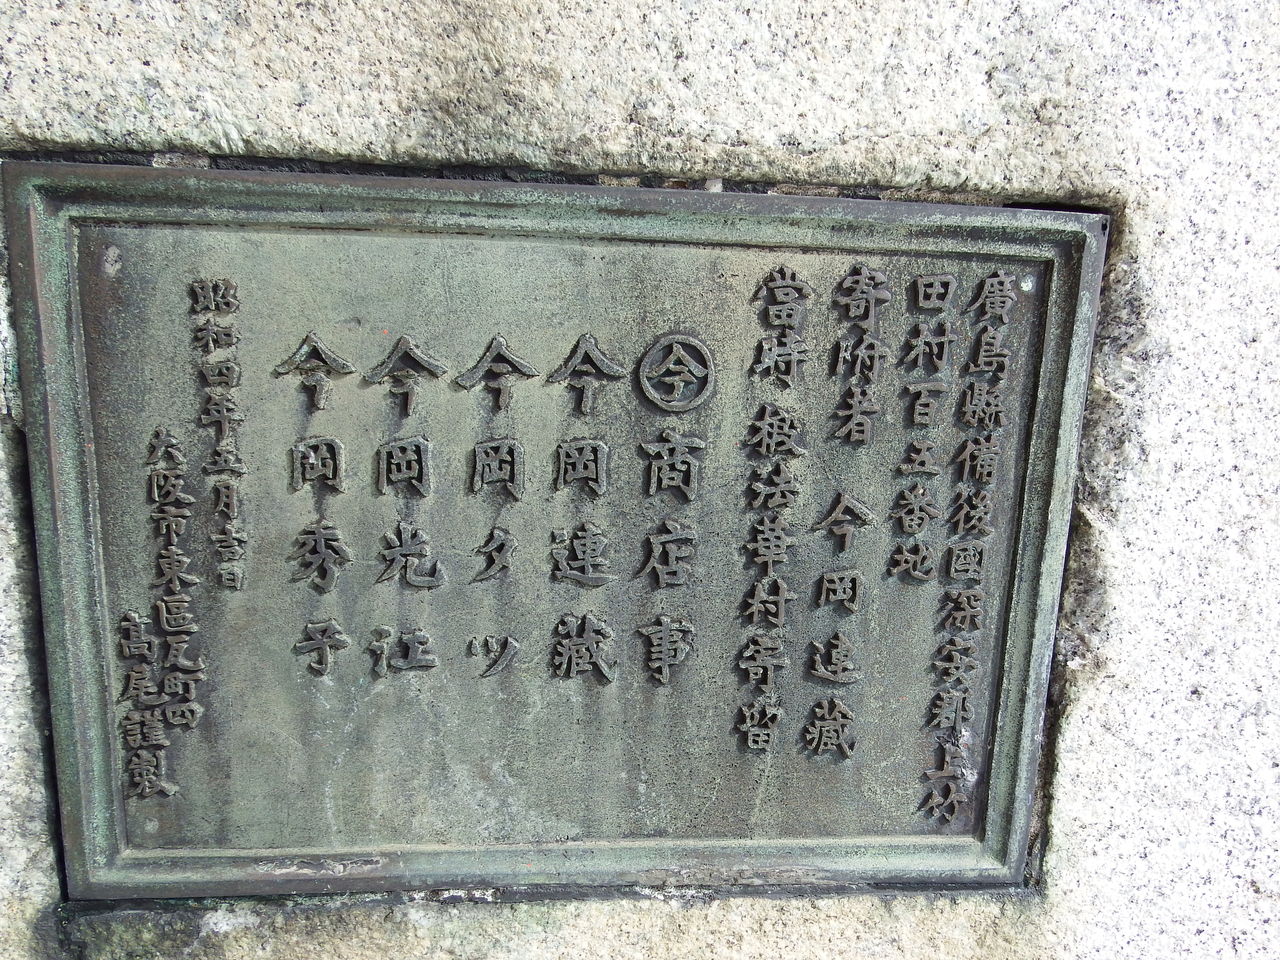 廣島縣備後國深安郡上竹
田村百五番地
寄附者 今岡連藏
當時 扱法華村寄留
今 商店事
今岡連藏
今岡夕ツ
今岡光江
今岡秀子
昭和四年五月吉日
大阪市東區瓦町四
高尾謹製